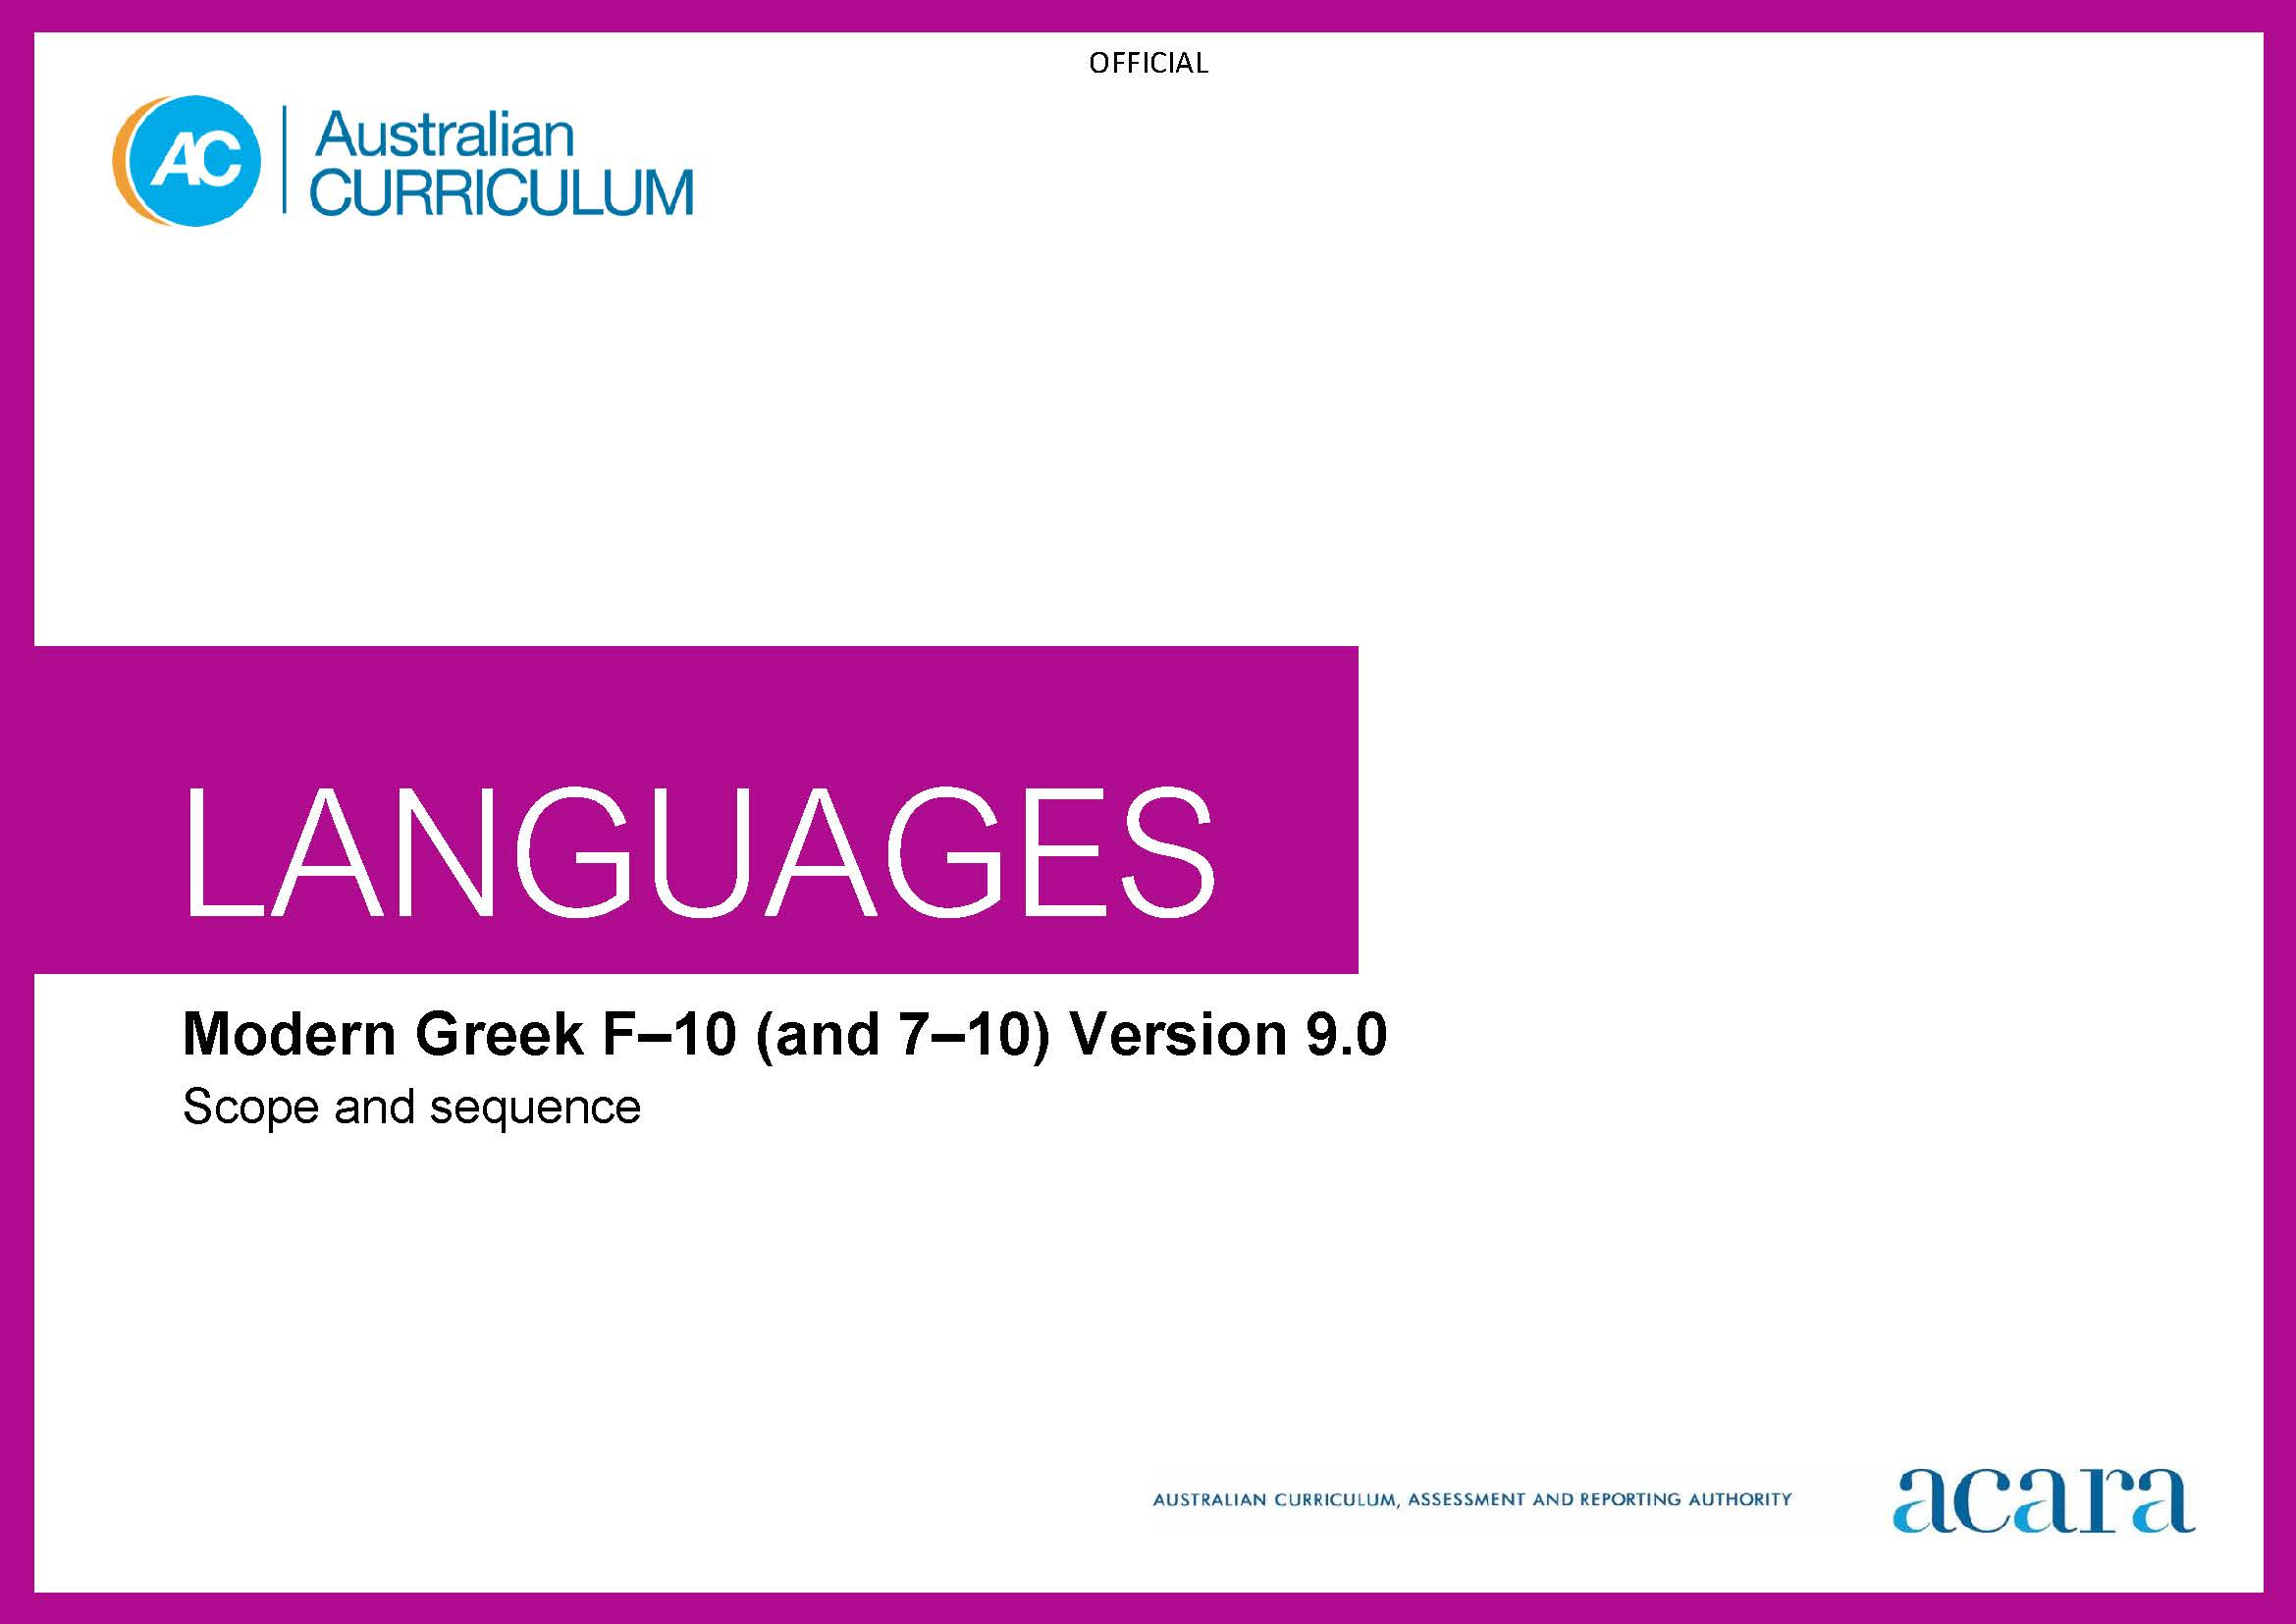 OFFICIAL
AC
Australian
CURRICULUM
LANGUAGES
Modern Greek F–10 (and 7–10) Version 9.0
Scope and sequence
AUSTRALIAN CURRICULUM, ASSESSMENT AND REPORTING AUTHORITY
acara